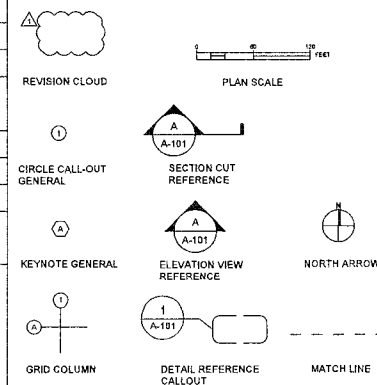 1
0 60 120
FEET
REVISION CLOUD
PLAN SCALE
1
A
A-101
CIRCLE CALL-OUT
GENERAL
SECTION CUT
REFERENCE
A
A
A-101
N
KEYNOTE GENERAL
ELEVATION VIEW
REFERENCE
NORTH ARROW
1
A
1
A-101
GRID COLUMN
DETAIL REFERENCE
CALLOUT
MATCH LINE